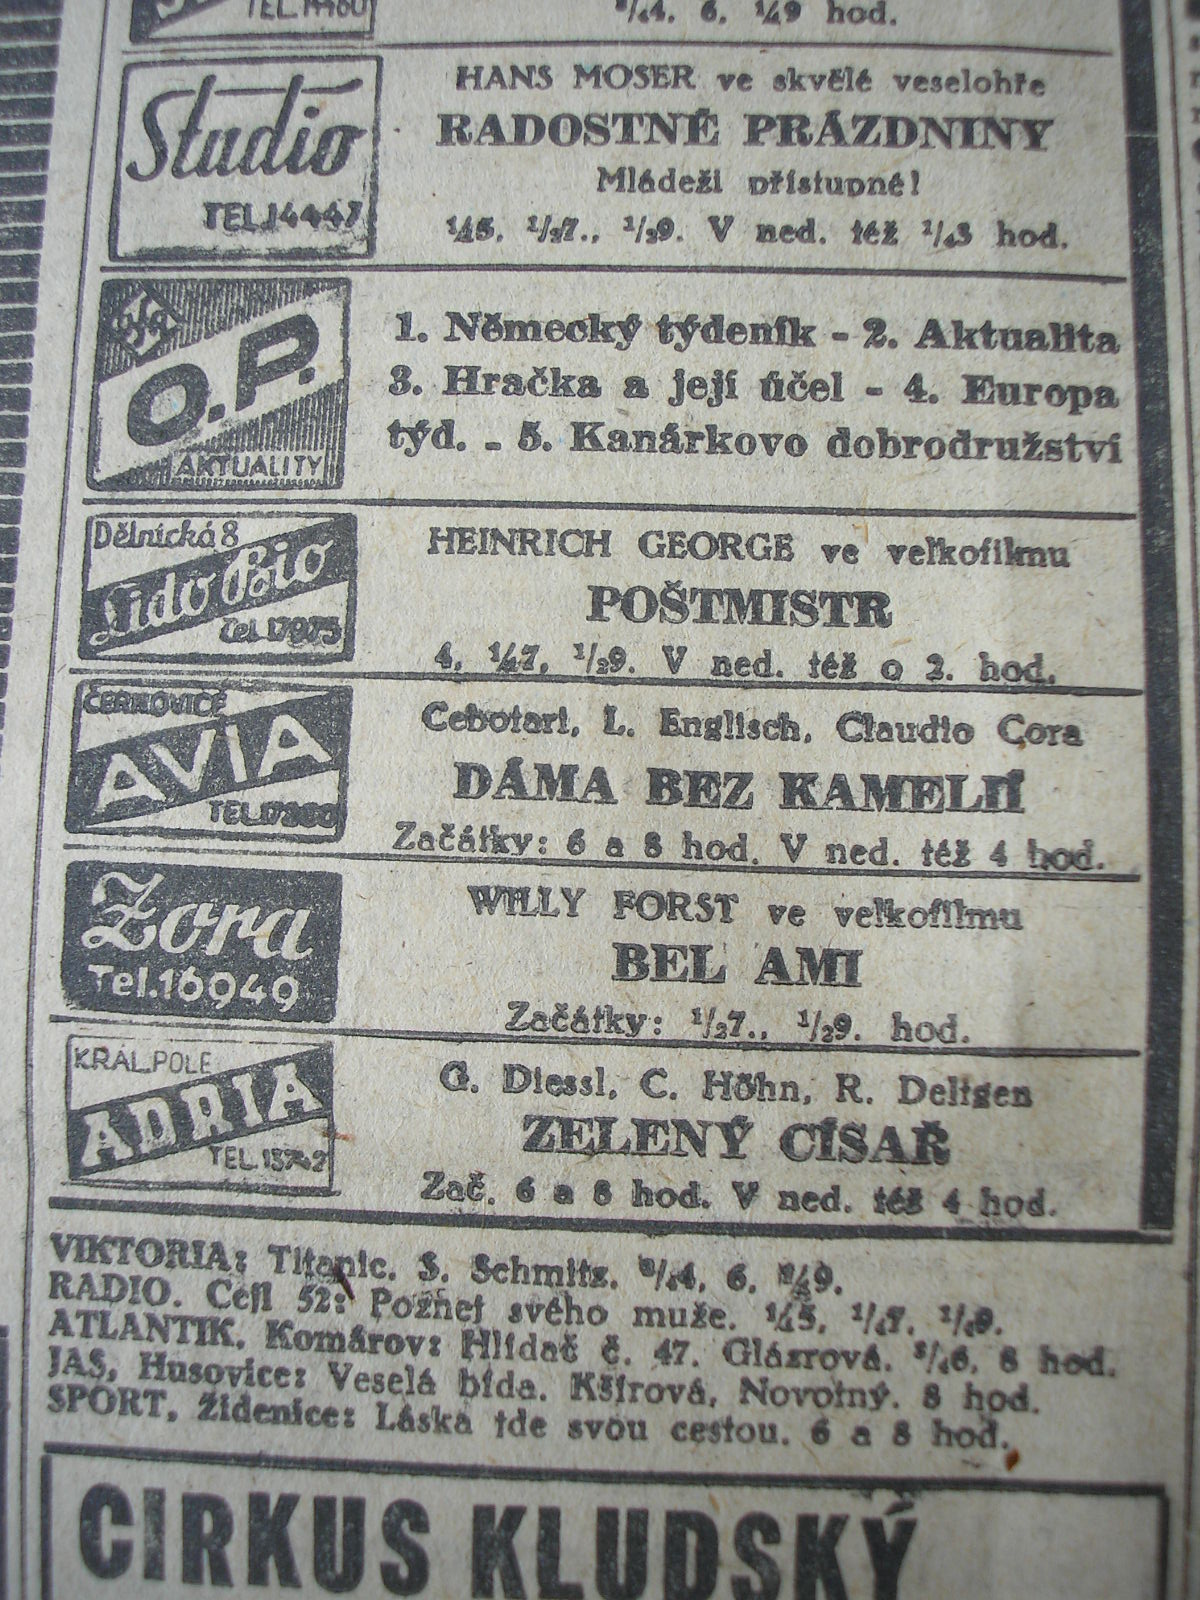 ¾4, 6, ¼9 hod.
Studio
TEL.14447
HANS MOSER ve skvělé veselohře
RADOSTNÉ PRÁZDNINY
Mládeži přístupné!
¼5, ½7., ½9. V ned. též ¼3 hod.
O.P.
AKTUALITY
1. Německý týdeník - 2. Aktualita
3. Hračka a její účel - 4. Europa
týd. - 5. Kanárkovo dobrodružství
Dělnická 8
Lido Bio
Tel. 17975
HEINRICH GEORGE ve veľkofilmu
POŠTMISTR
4, ¼7, ½9. V ned. též o 2. hod.
ČERNOVICE
AVIA
Cebotari, L. Englisch, Claudio Cora
DÁMA BEZ KAMELIÍ
Začátky: 6 a 8 hod. V ned. též 4 hod.
Zora
Tel.16949
WILLY FORST ve veľkofilmu
BEL AMI
Začátky: ½7., ½9. hod.
KRÁL.POLE
ADRIA
G. Diessl, C. Höhn, R. Deltgen
ZELENÝ CÍSAŘ
Zač. 6 a 8 hod. V ned. též 4 hod.
VIKTORIA: Titanic. S. Schmitz. ¾4, 6,
RADIO. Cejl 52: Poznej svého muže. ¼5, ¼7, ¼9.
ATLANTIK, Komárov: Hlídač č. 47. Glázrová. 8 hod.
JAS, Husovice: Veselá bída. Kšírová, Novotný. 8 hod.
SPORT, Židenice: Láska jde svou cestou. 6 a 8 hod.
CIRKUS KLUDSKÝ